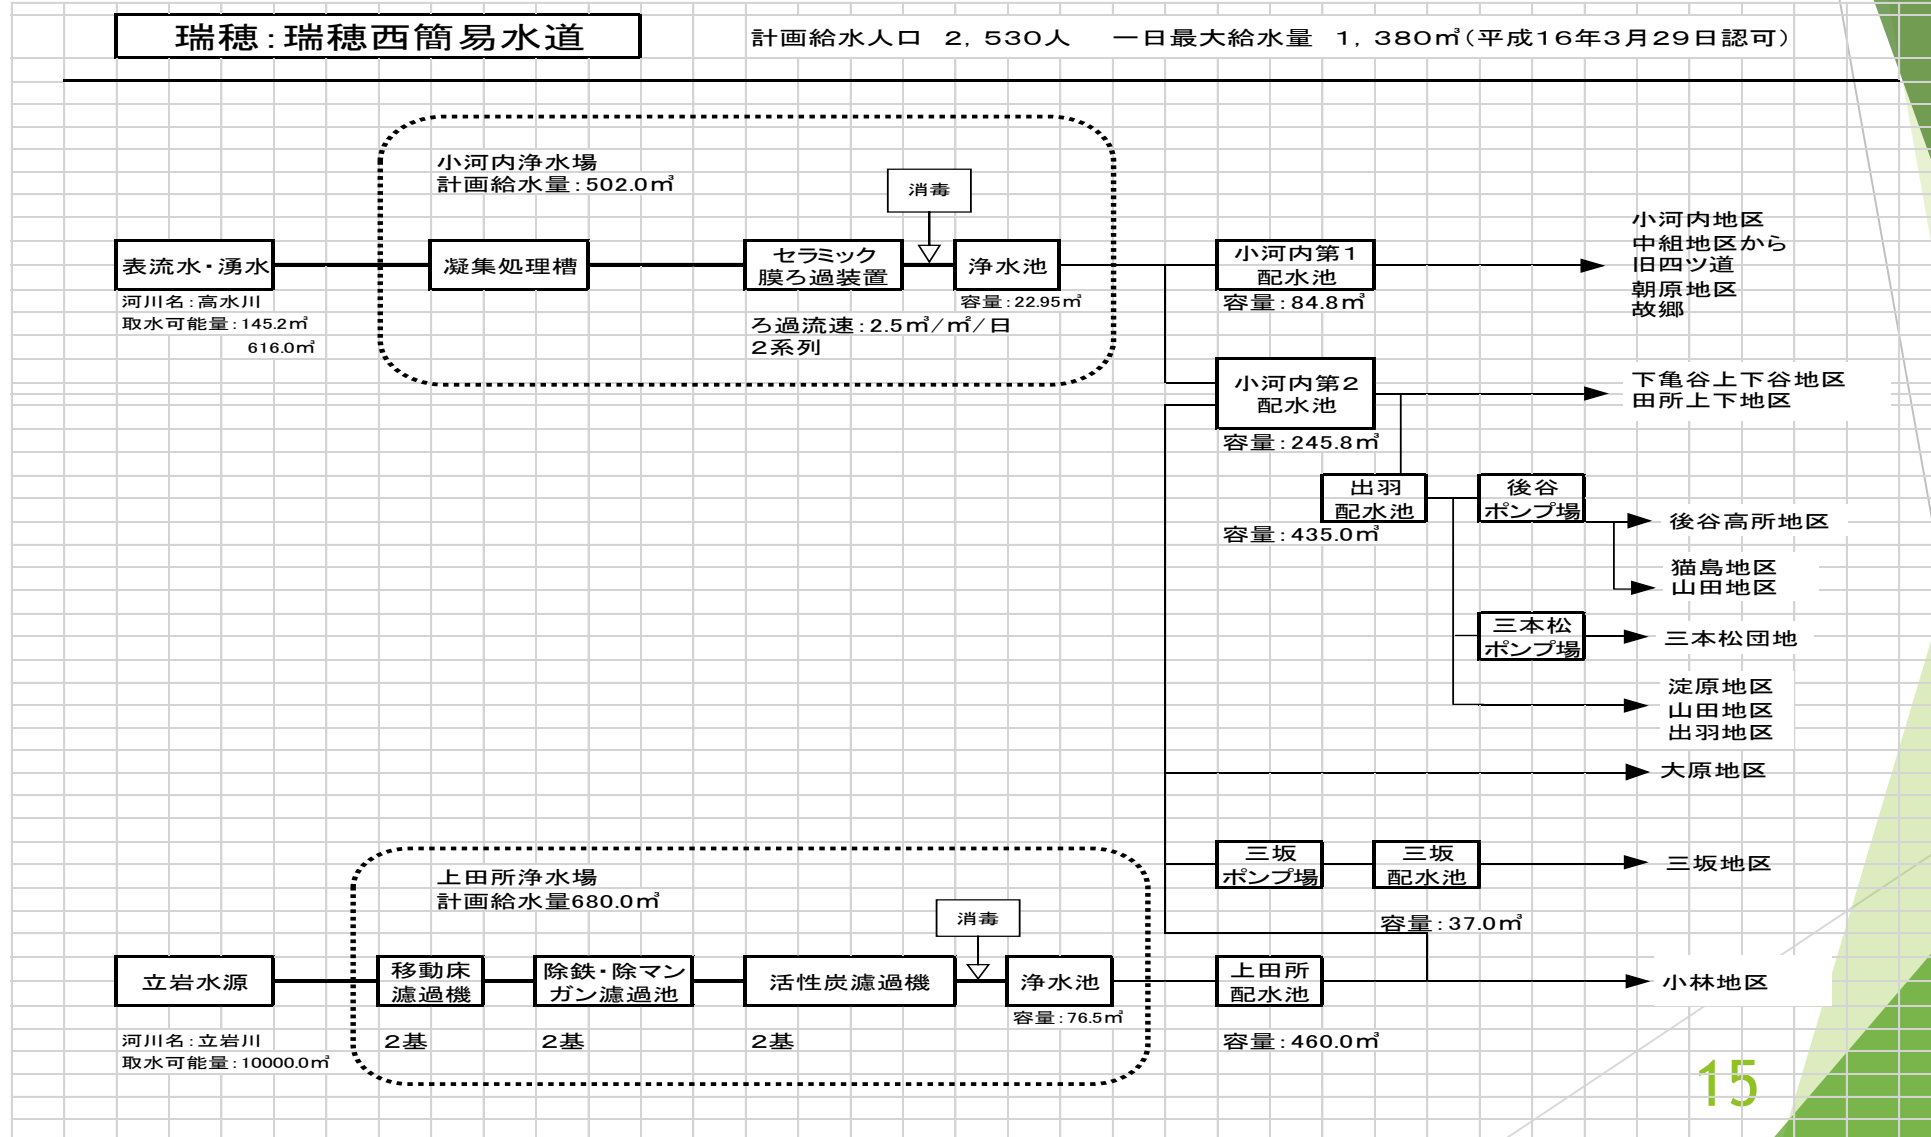 瑞穂：瑞穂西簡易水道
計画給水人口　２，５３０人　一日最大給水量　１，３８０㎥（平成１６年３月２９日認可）
小河内浄水場
計画給水量：502.0㎥
消毒
表流水・湧水
凝集処理槽
セラミック
膜ろ過装置
浄水池
小河内第１
配水池
小河内地区
中組地区から
旧四ツ道
朝原地区
故郷
河川名：高水川
取水可能量：145.2㎥
616.0㎥
容量：22.95㎥
ろ過流速：2.5㎥/㎡/日
２系列
容量：84.8㎥
小河内第２
配水池
下亀谷上下谷地区
田所上下地区
容量：245.8㎥
出羽
配水池
容量：435.0㎥
後谷
ポンプ場
後谷高所地区
猫島地区
山田地区
三本松
ポンプ場
三本松団地
淀原地区
山田地区
出羽地区
大原地区
三坂
ポンプ場
三坂
配水池
三坂地区
容量：37.0㎥
上田所浄水場
計画給水量680.0㎥
消毒
立岩水源
移動床
濾過機
除鉄・除マン
ガン濾過池
活性炭濾過機
浄水池
上田所
配水池
小林地区
容量：76.5㎥
河川名：立岩川
取水可能量：10000.0㎥
２基
２基
２基
容量：460.0㎥
15